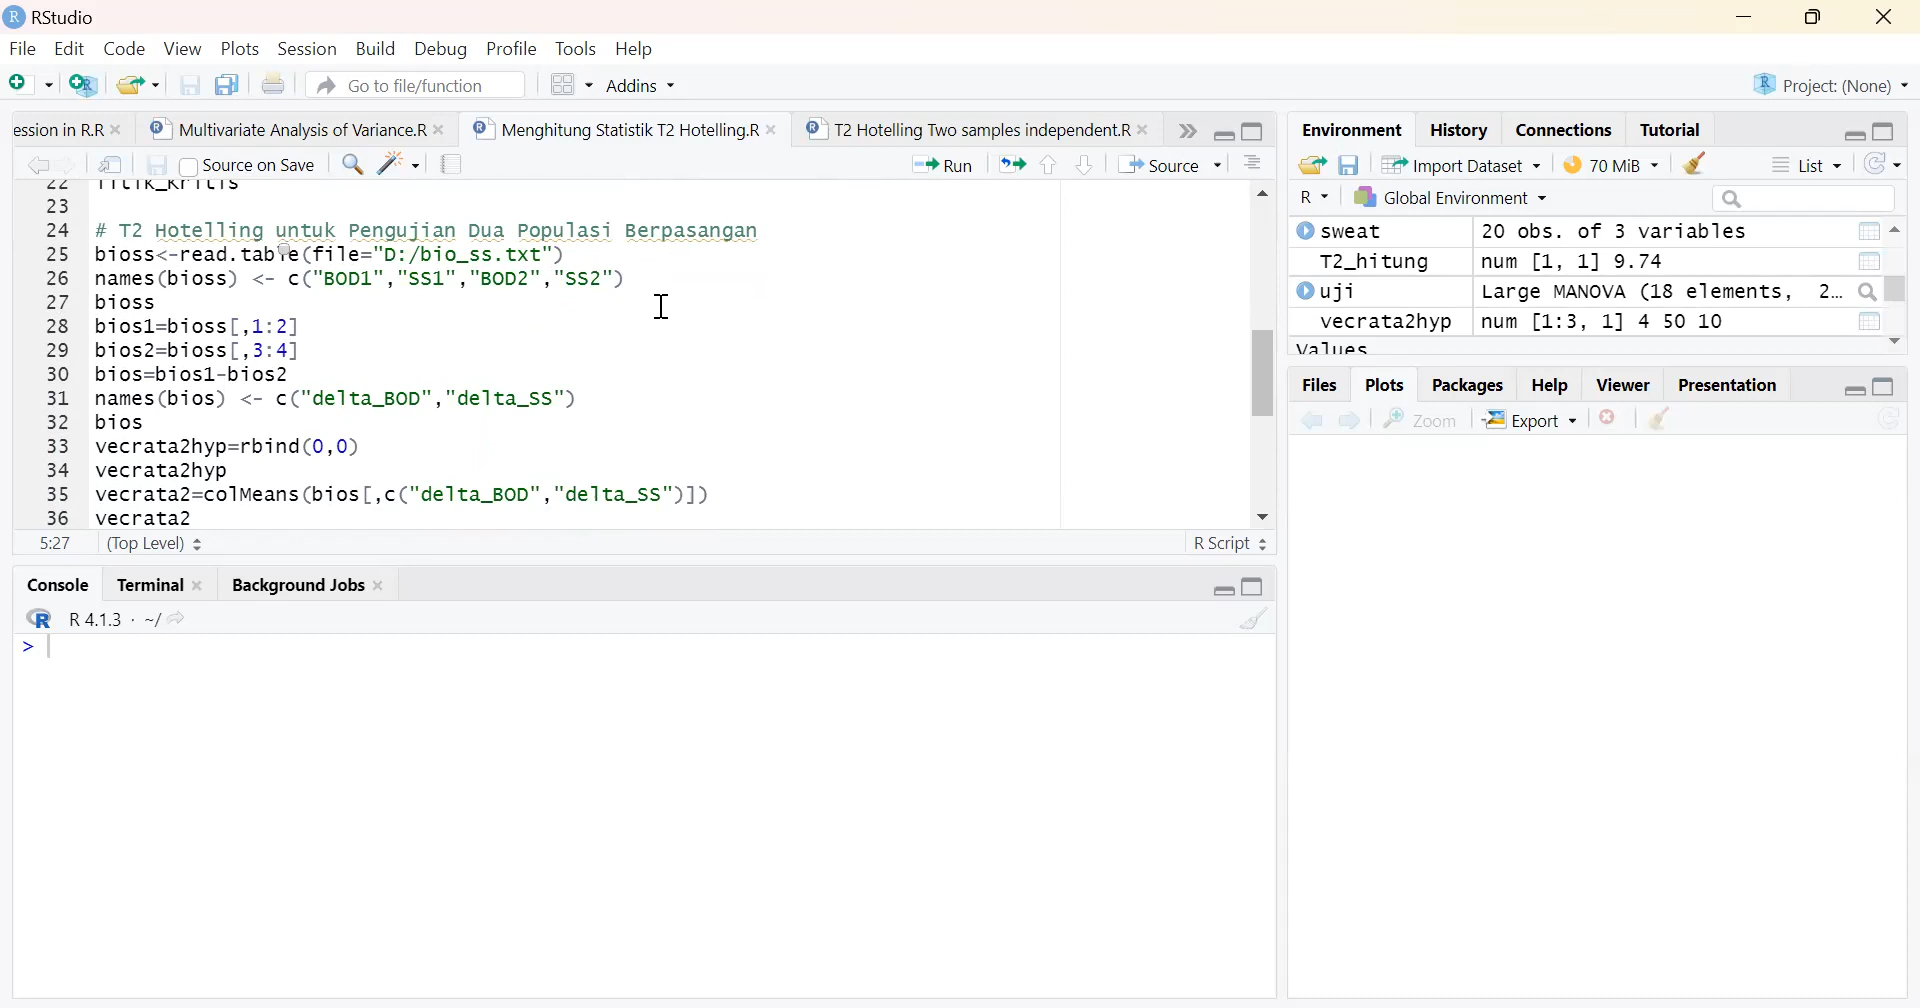 RStudio
File Edit Code View Plots Session Build Debug Profile Tools Help
Go to file/function Addins Project: (None)
ession in R.R Multivariate Analysis of Variance.R Menghitung Statistik T2 Hotelling.R T2 Hotelling Two samples independent.R
Source on Save Run Source
22 Titik_Kritis
23
24 # T2 Hotelling untuk Pengujian Dua Populasi Berpasangan
25 bioss<-read.table(file="D:/bio_ss.txt")
26 names(bioss) <- c("BOD1","SS1","BOD2","SS2")
27 bioss
28 bios1=bioss[,1:2]
29 bios2=bioss[,3:4]
30 bios=bios1-bios2
31 names(bios) <- c("delta_BOD","delta_SS")
32 bios
33 vecrata2hyp=rbind(0,0)
34 vecrata2hyp
35 vecrata2=colMeans(bios[,c("delta_BOD","delta_SS")])
36 vecrata2
5:27 (Top Level) R Script
Console Terminal Background Jobs
R 4.1.3 · ~/
>
Environment History Connections Tutorial
Import Dataset 70 MiB List
R Global Environment
sweat 20 obs. of 3 variables
T2_hitung num [1, 1] 9.74
uji Large MANOVA (18 elements, 2…
vecrata2hyp num [1:3, 1] 4 50 10
Values
Files Plots Packages Help Viewer Presentation
Zoom Export